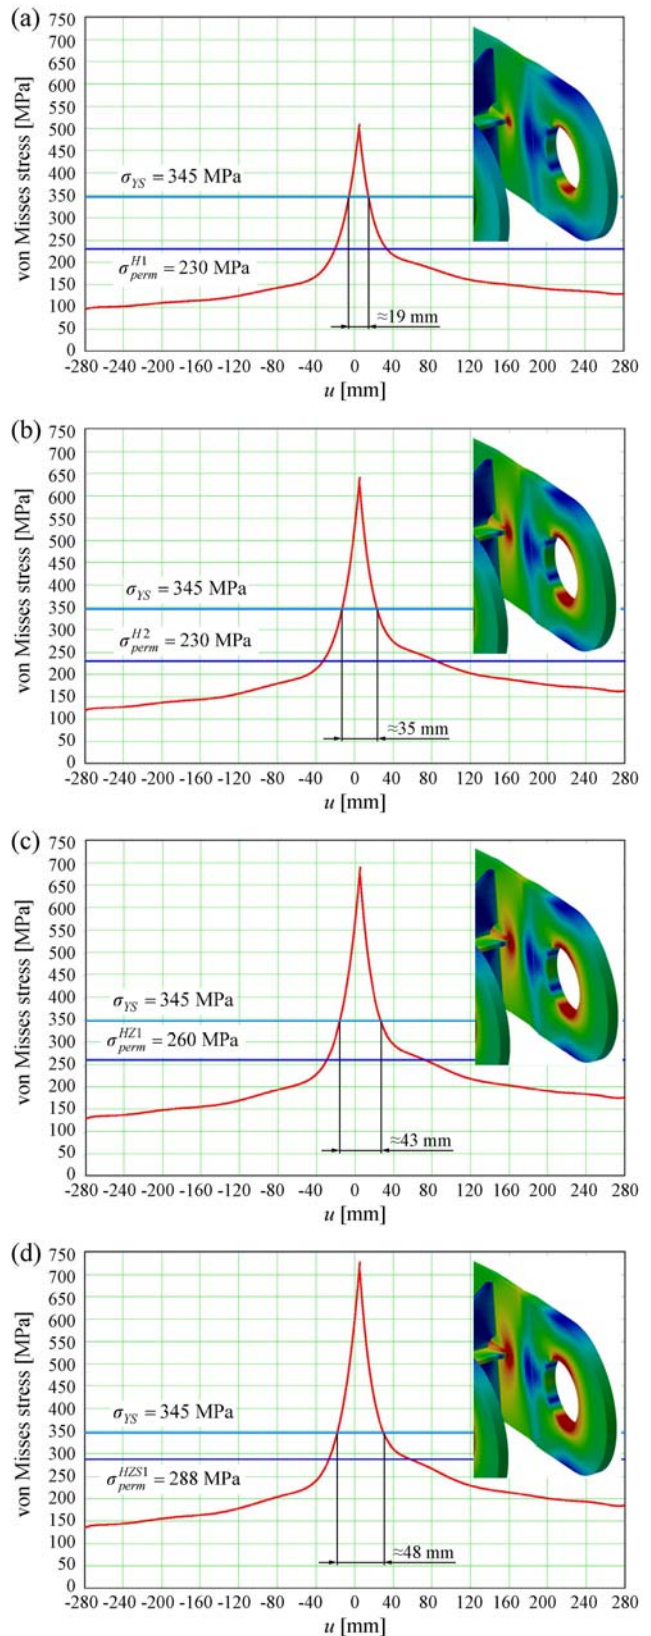 (a)
750
700
650
600
550
500
450
400
350
300
250
200
150
100
50
0
von Misses stress [MPa]
σYS = 345 MPa
σperm^H1 = 230 MPa
≈19 mm
-280 -240 -200 -160 -120 -80 -40 0 40 80 120 160 200 240 280
u [mm]
(b)
750
700
650
600
550
500
450
400
350
300
250
200
150
100
50
0
von Misses stress [MPa]
σYS = 345 MPa
σperm^H2 = 230 MPa
≈35 mm
-280 -240 -200 -160 -120 -80 -40 0 40 80 120 160 200 240 280
u [mm]
(c)
750
700
650
600
550
500
450
400
350
300
250
200
150
100
50
0
von Misses stress [MPa]
σYS = 345 MPa
σperm^HZ1 = 260 MPa
≈43 mm
-280 -240 -200 -160 -120 -80 -40 0 40 80 120 160 200 240 280
u [mm]
(d)
750
700
650
600
550
500
450
400
350
300
250
200
150
100
50
0
von Misses stress [MPa]
σYS = 345 MPa
σperm^HZS1 = 288 MPa
≈48 mm
-280 -240 -200 -160 -120 -80 -40 0 40 80 120 160 200 240 280
u [mm]